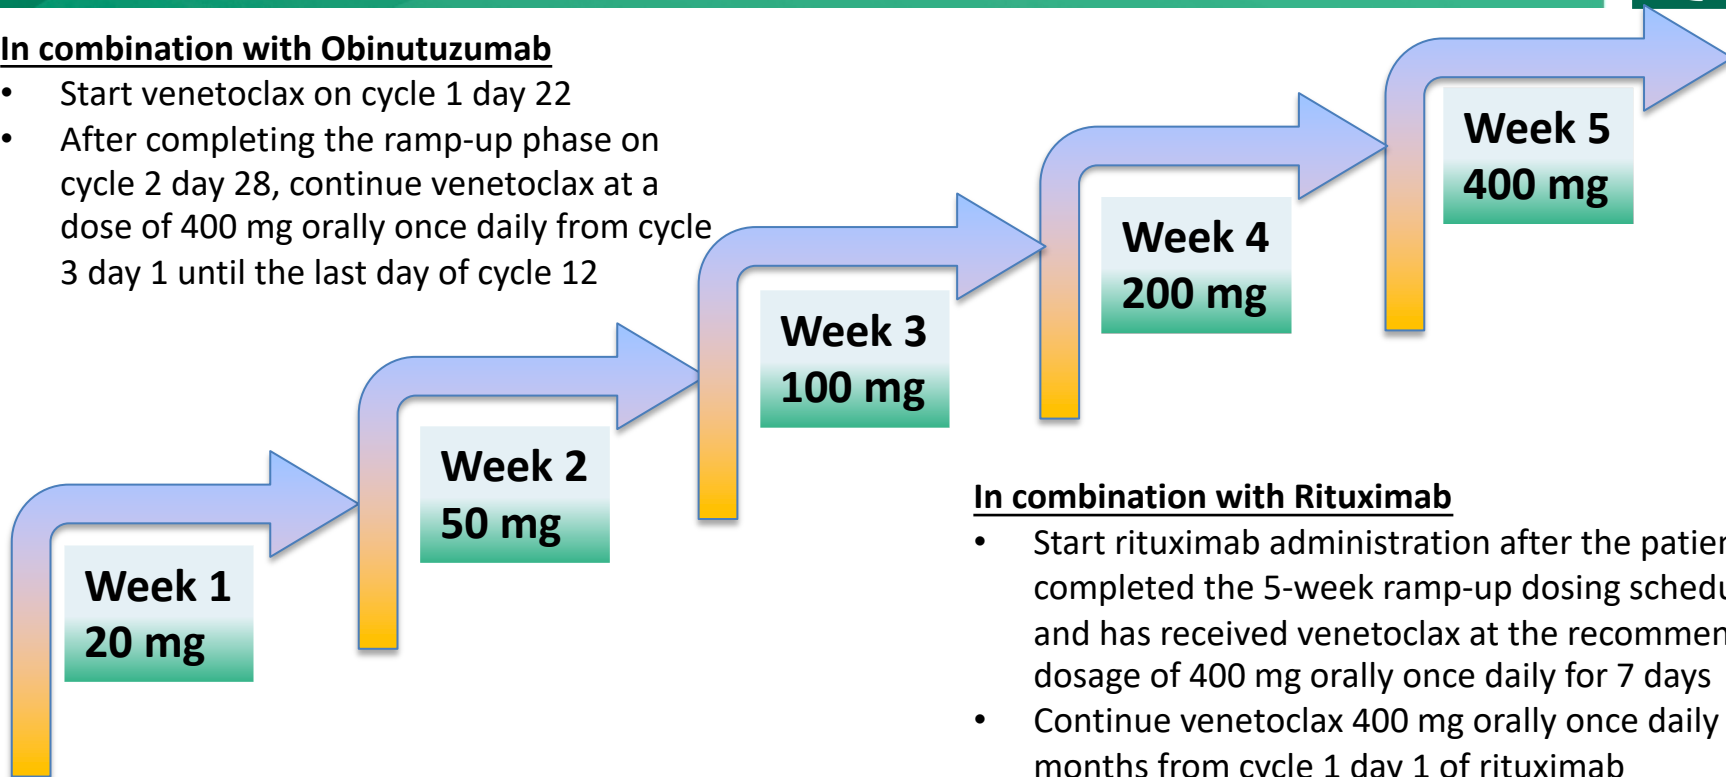 In combination with Obinutuzumab
• Start venetoclax on cycle 1 day 22
• After completing the ramp-up phase on
cycle 2 day 28, continue venetoclax at a
dose of 400 mg orally once daily from cycle
3 day 1 until the last day of cycle 12
Week 1
20 mg
Week 2
50 mg
Week 3
100 mg
Week 4
200 mg
Week 5
400 mg
In combination with Rituximab
• Start rituximab administration after the
completed the 5-week ramp-up dosing
and has received venetoclax at the
dosage of 400 mg orally once daily for 7 days
• Continue venetoclax 400 mg orally once daily
months from cycle 1 day 1 of rituximab